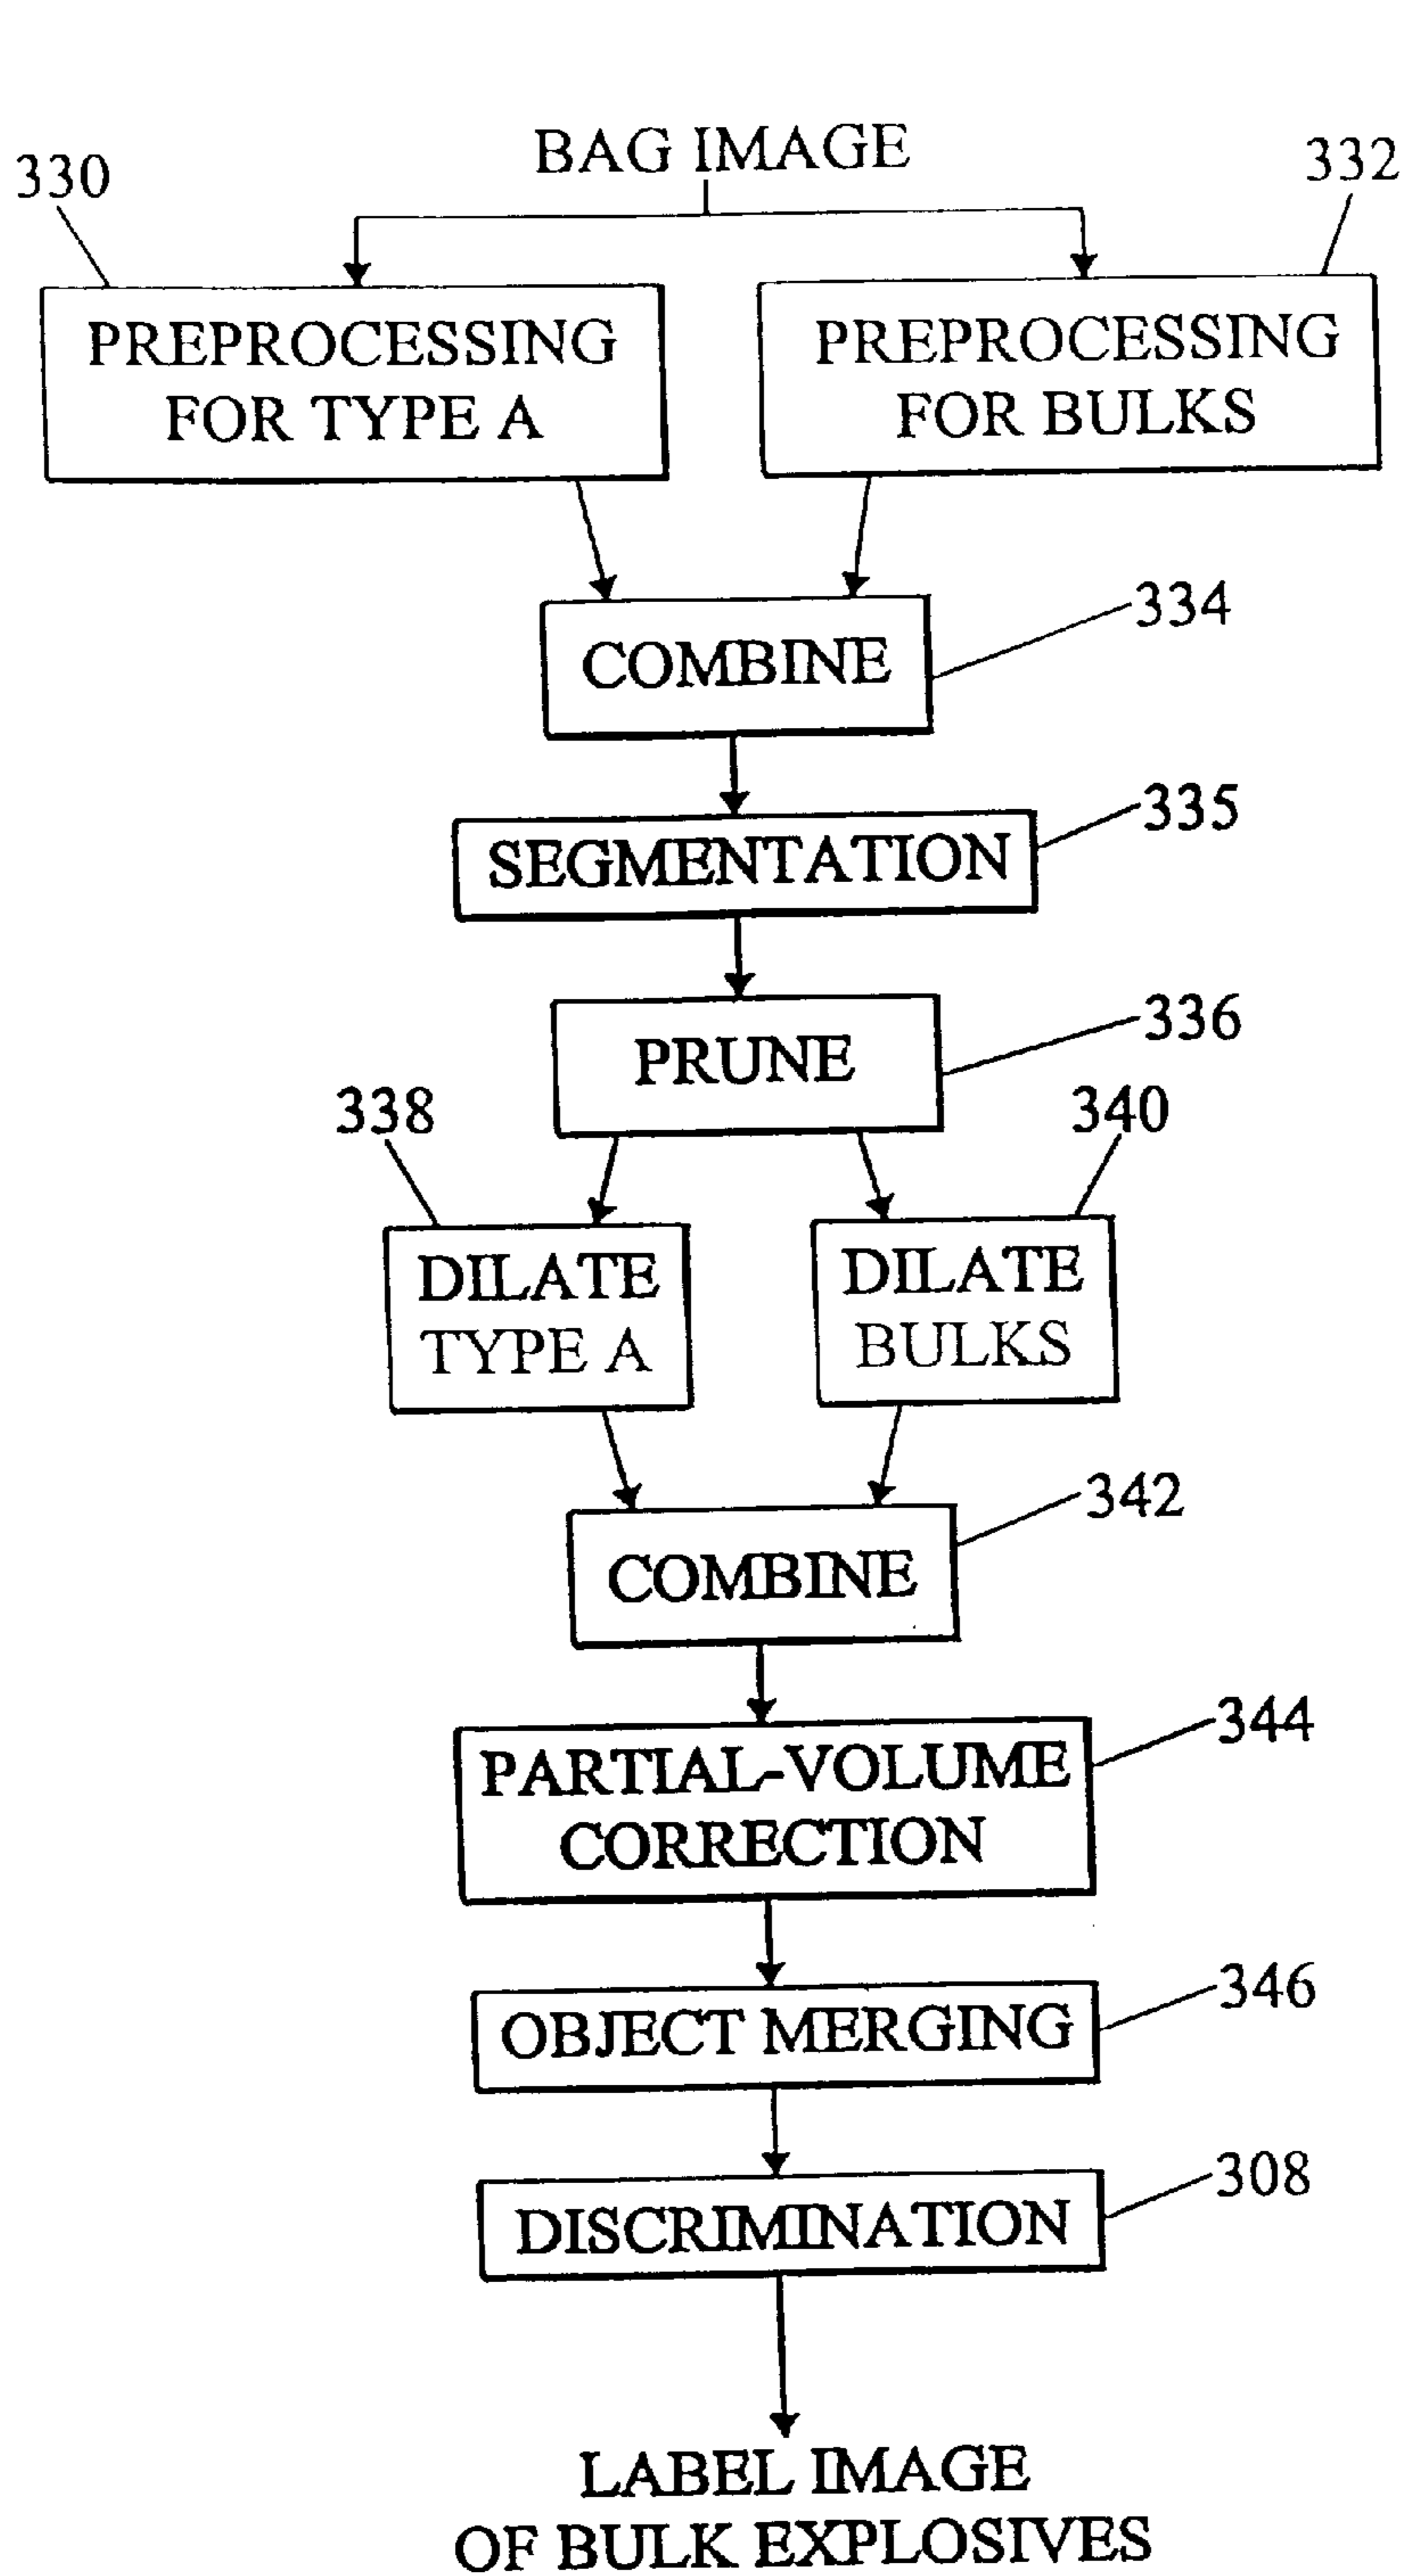 BAG IMAGE
330
332
PREPROCESSING
FOR TYPE A
PREPROCESSING
FOR BULKS
COMBINE
334
SEGMENTATION
335
PRUNE
336
338
340
DILATE
TYPE A
DILATE
BULKS
COMBINE
342
PARTIAL-VOLUME
CORRECTION
344
OBJECT MERGING
346
DISCRIMINATION
308
LABEL IMAGE
OF BULK EXPLOSIVES